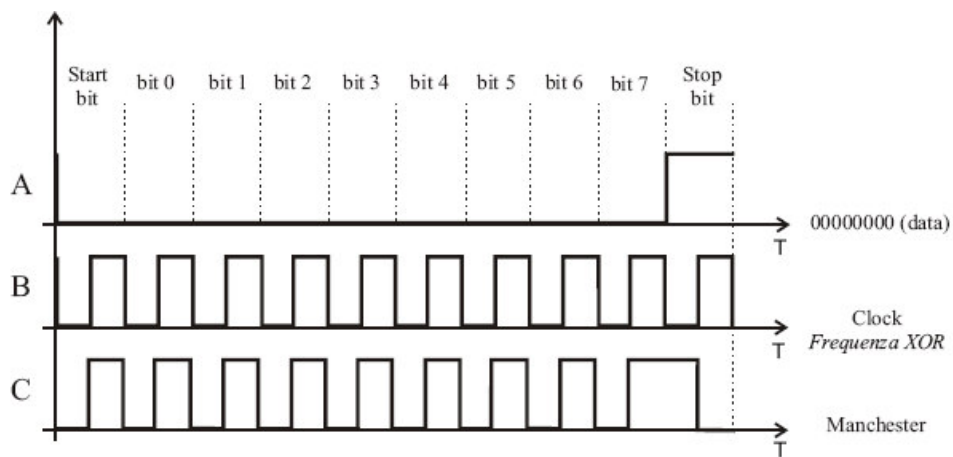 Start bit
bit 0
bit 1
bit 2
bit 3
bit 4
bit 5
bit 6
bit 7
Stop bit
A
T
00000000 (data)
B
T
Clock
Frequenza XOR
C
T
Manchester